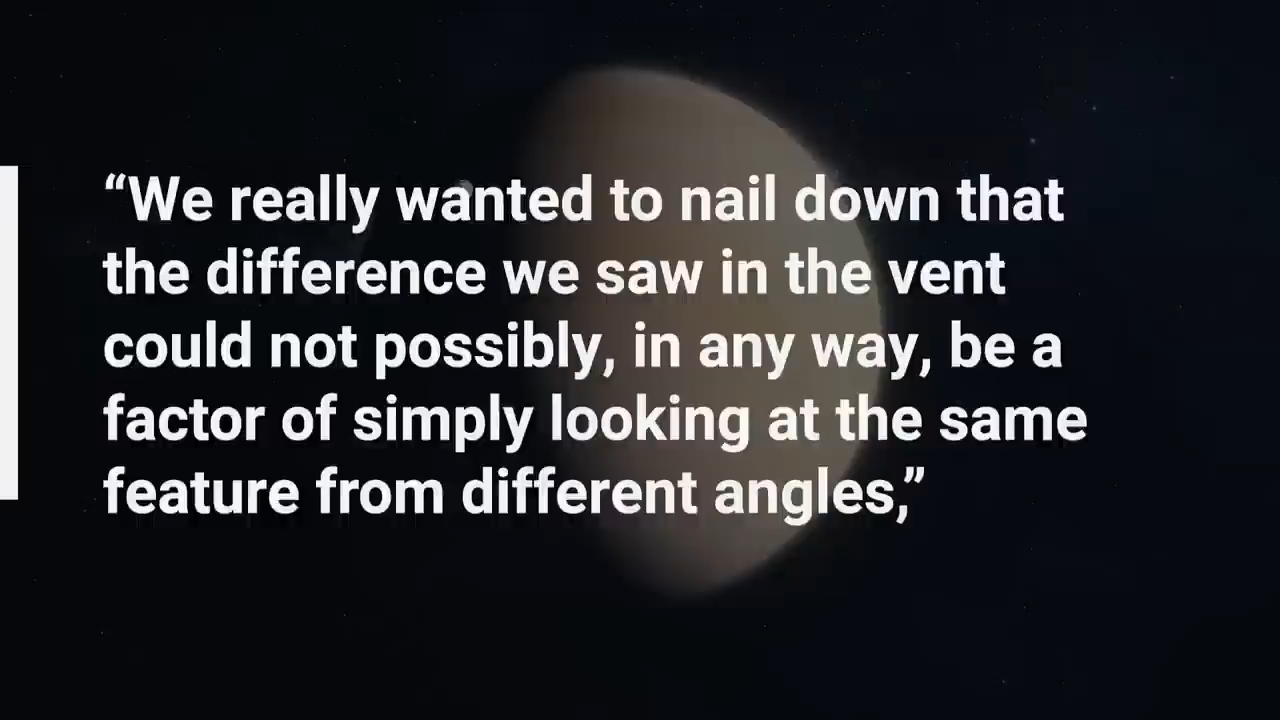 “We really wanted to nail down that
the difference we saw in the vent
could not possibly, in any way, be a
factor of simply looking at the same
feature from different angles,”